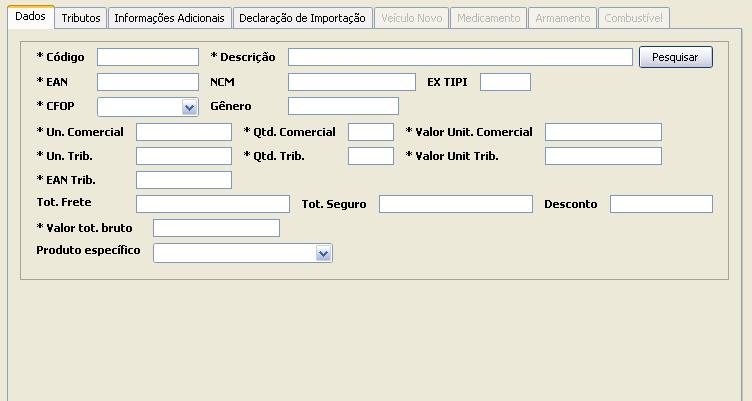 Dados Tributos Informações Adicionais Declaração de Importação Veículo Novo Medicamento Armamento Combustível
* Código * Descrição Pesquisar
* EAN NCM EX TIPI
* CFOP Gênero
* Un. Comercial * Qtd. Comercial * Valor Unit. Comercial
* Un. Trib. * Qtd. Trib. * Valor Unit Trib.
* EAN Trib.
Tot. Frete Tot. Seguro Desconto
* Valor tot. bruto
Produto específico